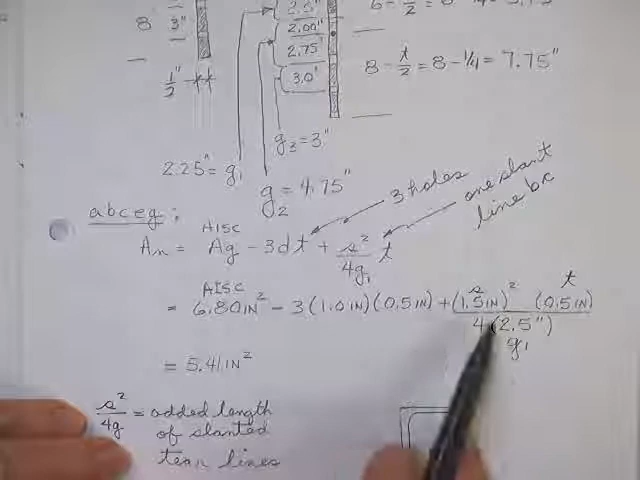 8 3"
1/2"
2.5"
2.00"
2.75"
3.0"
8 - t/2 = 8 - 1/4 = 7.75"
g3 = 3"
2.25" = g1
g2 = 4.75"
abceg:
3 holes
one slant
line bc
AISC
An = Ag - 3dt + s²/4g1 t
AISC
s t
= 6.80 IN² - 3(1.0 IN)(0.5 IN) + (1.5 IN)² (0.5 IN) / 4(2.5")
g1
= 5.41 IN²
s²/4g = added length
of slanted
tear lines